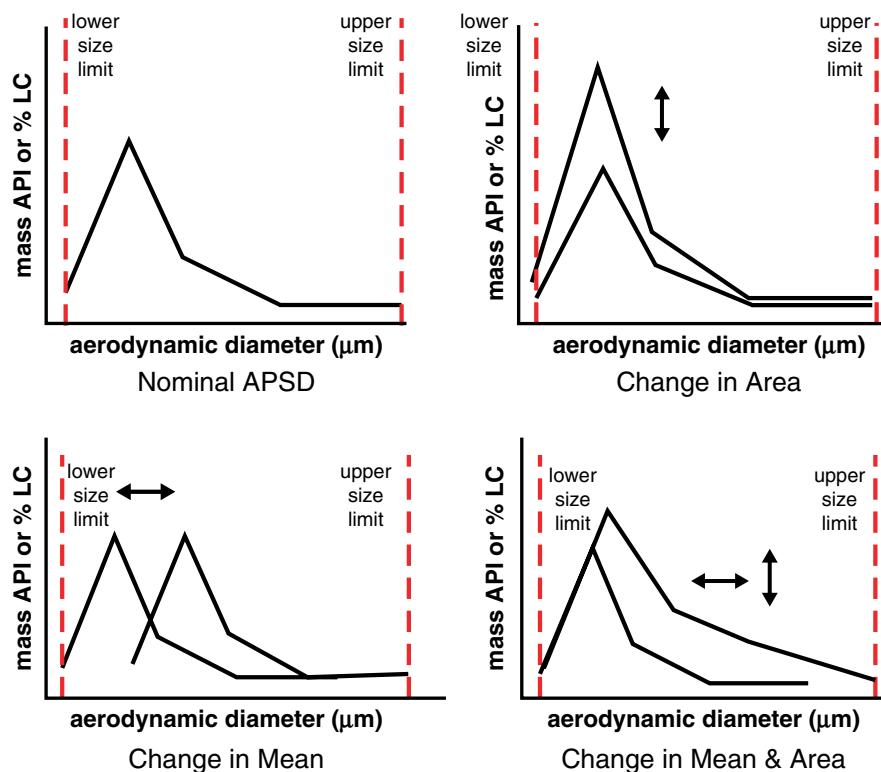 lower
size
limit
upper
size
limit
mass API or % LC
aerodynamic diameter (μm)
Nominal APSD
lower
size
limit
upper
size
limit
mass API or % LC
aerodynamic diameter (μm)
Change in Area
lower
size
limit
upper
size
limit
mass API or % LC
aerodynamic diameter (μm)
Change in Mean
lower
size
limit
upper
size
limit
mass API or % LC
aerodynamic diameter (μm)
Change in Mean & Area